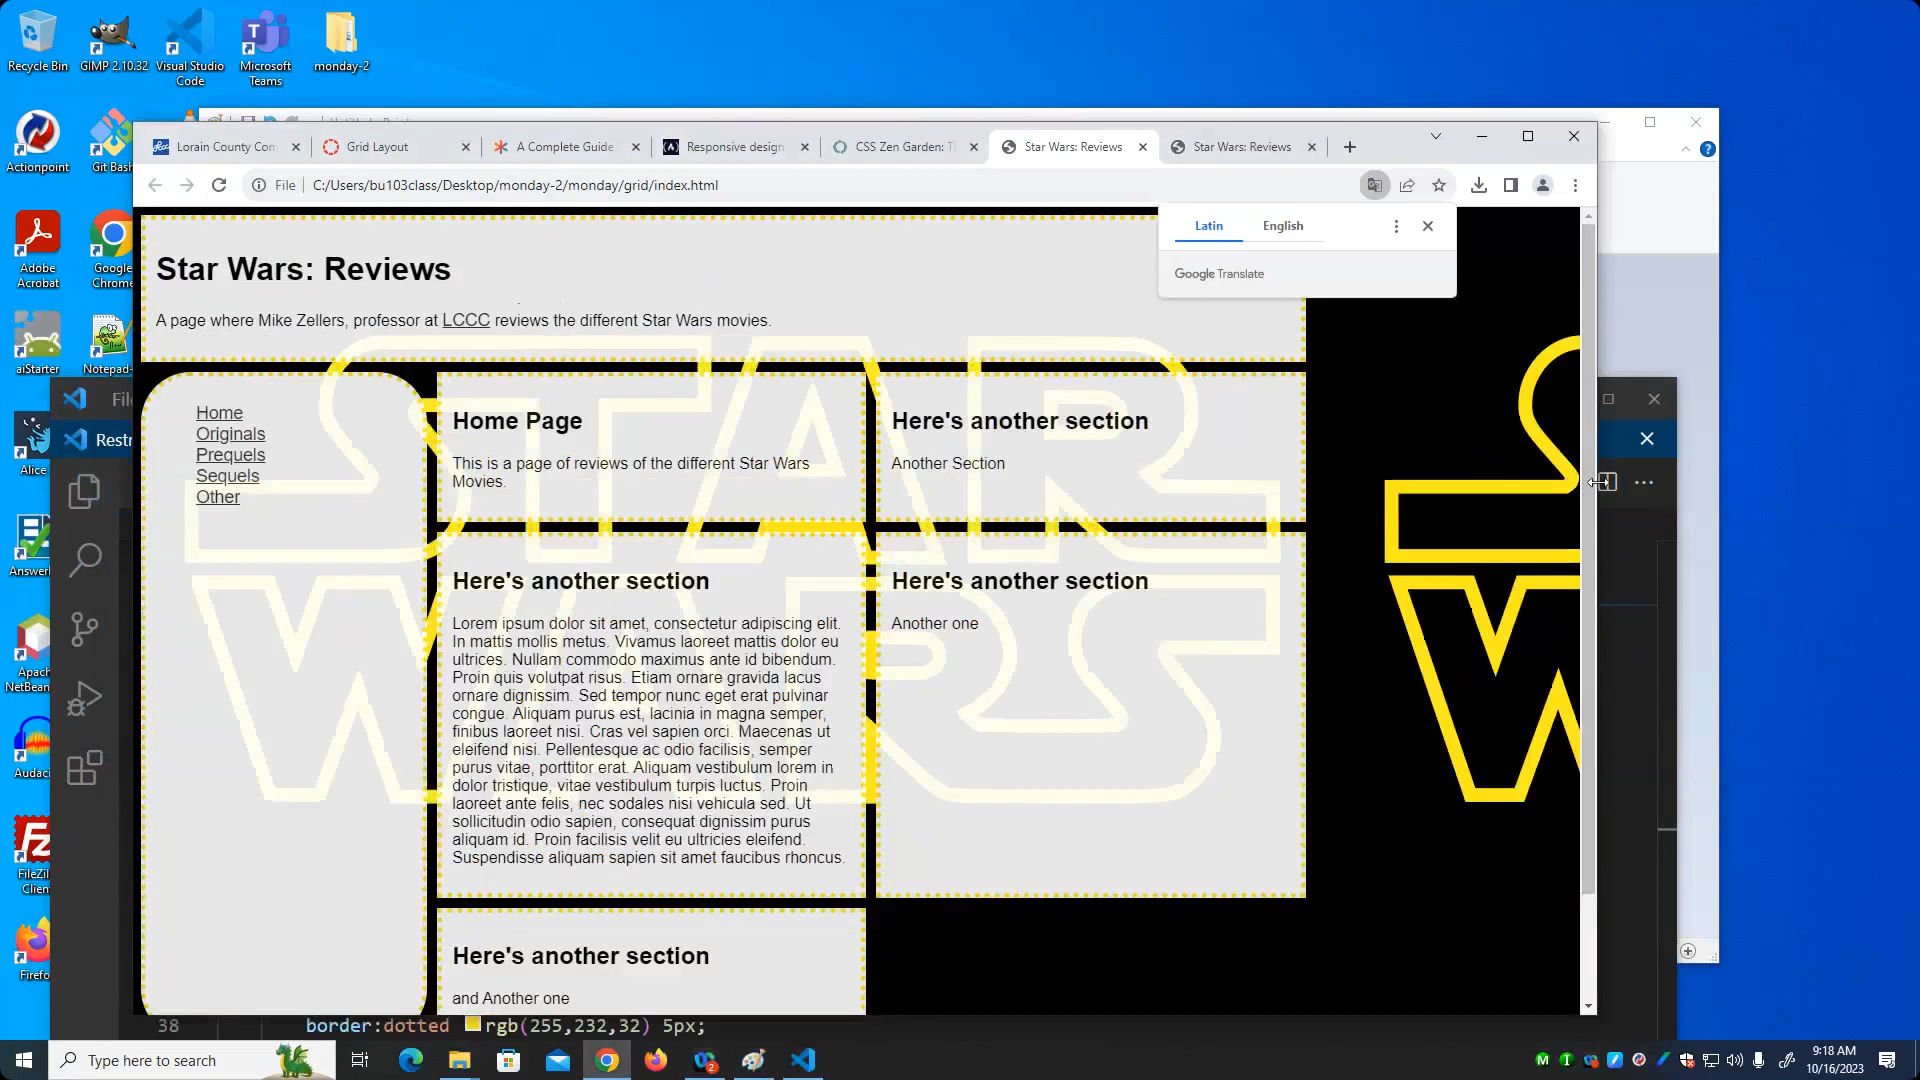 Recycle Bin
GIMP 2.10.32
Visual Studio
Code
Microsoft
Teams
monday-2
Actionpoint
Git Bash
Adobe
Acrobat
Google
Chrome
aiStarter
Notepad
Alice
Apach
NetBean
Audac
FileZil
Clien
Firefo
Lorain County Com
Grid Layout
A Complete Guide
Responsive design
CSS Zen Garden: T
Star Wars: Reviews
Star Wars: Reviews
File
C:/Users/bu103class/Desktop/monday-2/monday/grid/index.html
Latin
English
Google Translate
Star Wars: Reviews
A page where Mike Zellers, professor at LCCC reviews the different Star Wars movies.
STAR
WARS
Home
Originals
Prequels
Sequels
Other
Home Page
This is a page of reviews of the different Star Wars
Movies.
Here's another section
Another Section
Here's another section
Lorem ipsum dolor sit amet, consectetur adipiscing elit.
In mattis mollis metus. Vivamus laoreet mattis dolor eu
ultrices. Nullam commodo maximus ante id bibendum.
Proin quis volutpat risus. Etiam ornare gravida lacus
ornare dignissim. Sed tempor nunc eget erat pulvinar
congue. Aliquam purus est, lacinia in magna semper,
finibus laoreet nisi. Cras vel sapien orci. Maecenas ut
eleifend nisi. Pellentesque ac odio facilisis, semper
purus vitae, porttitor erat. Aliquam vestibulum lorem in
dolor tristique, vitae vestibulum turpis luctus. Proin
laoreet ante felis, nec sodales nisi vehicula sed. Ut
sollicitudin odio sapien, consequat dignissim purus
aliquam id. Proin facilisis velit eu ultricies eleifend.
Suspendisse aliquam sapien sit amet faucibus rhoncus.
Here's another section
Another one
Here's another section
and Another one
Fil
Restr
38 border:dotted rgb(255,232,32) 5px;
Type here to search
9:18 AM
10/16/2023